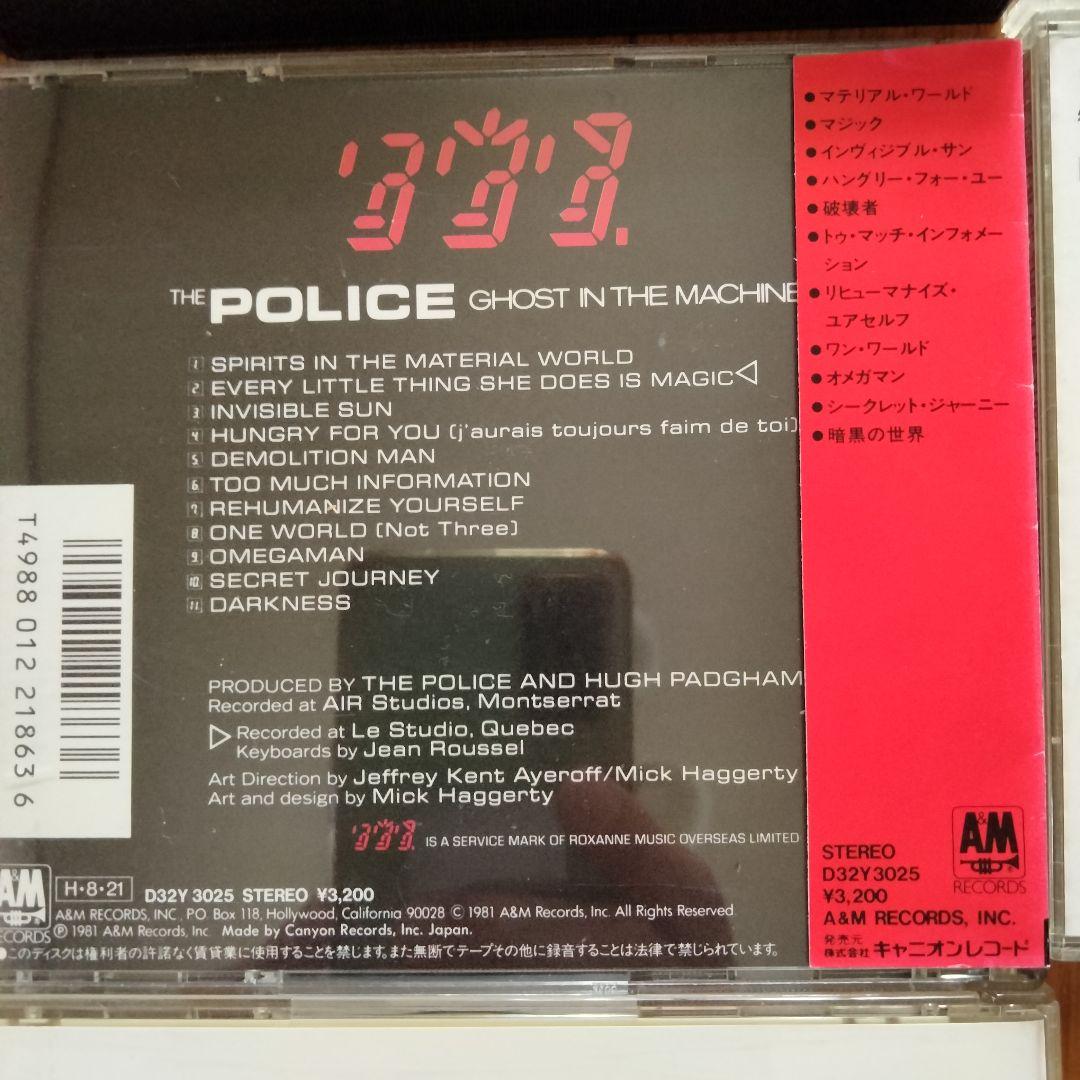 THE POLICE GHOST IN THE MACHINE
1 SPIRITS IN THE MATERIAL WORLD
2 EVERY LITTLE THING SHE DOES IS MAGIC
3 INVISIBLE SUN
4 HUNGRY FOR YOU (j'aurais toujours faim de toi)
5 DEMOLITION MAN
6 TOO MUCH INFORMATION
7 REHUMANIZE YOURSELF
8 ONE WORLD (Not Three)
9 OMEGAMAN
10 SECRET JOURNEY
11 DARKNESS
PRODUCED BY THE POLICE AND HUGH PADGHAM
Recorded at AIR Studios, Montserrat
Recorded at Le Studio, Quebec
Keyboards by Jean Roussel
Art Direction by Jeffrey Kent Ayeroff/Mick Haggerty
Art and design by Mick Haggerty
IS A SERVICE MARK OF ROXANNE MUSIC OVERSEAS LIMITED
T4988 012 21863 6
A&M
RECORDS
H・8・21
D32Y3025 STEREO ¥3,200
A&M RECORDS, INC., P.O. Box 118, Hollywood, California 90028 © 1981 A&M Records, Inc. All Rights Reserved
℗ 1981 A&M Records, Inc. Made by Canyon Records, Inc. Japan.
●このディスクは権利者の許諾なく賃貸業に使用することを禁じます。また無断でテープその他に録音することは法律で禁じられています。
●マテリアル・ワールド
●マジック
●インヴィジブル・サン
●ハングリー・フォー・ユー
●破壊者
●トゥ・マッチ・インフォメー
ション
●リヒューマナイズ・
ユアセルフ
●ワン・ワールド
●オメガマン
●シークレット・ジャーニー
●暗黒の世界
A&M
RECORDS
STEREO
D32Y3025
¥3,200
A&M RECORDS, INC.
発売元
株式会社 キャニオンレコード